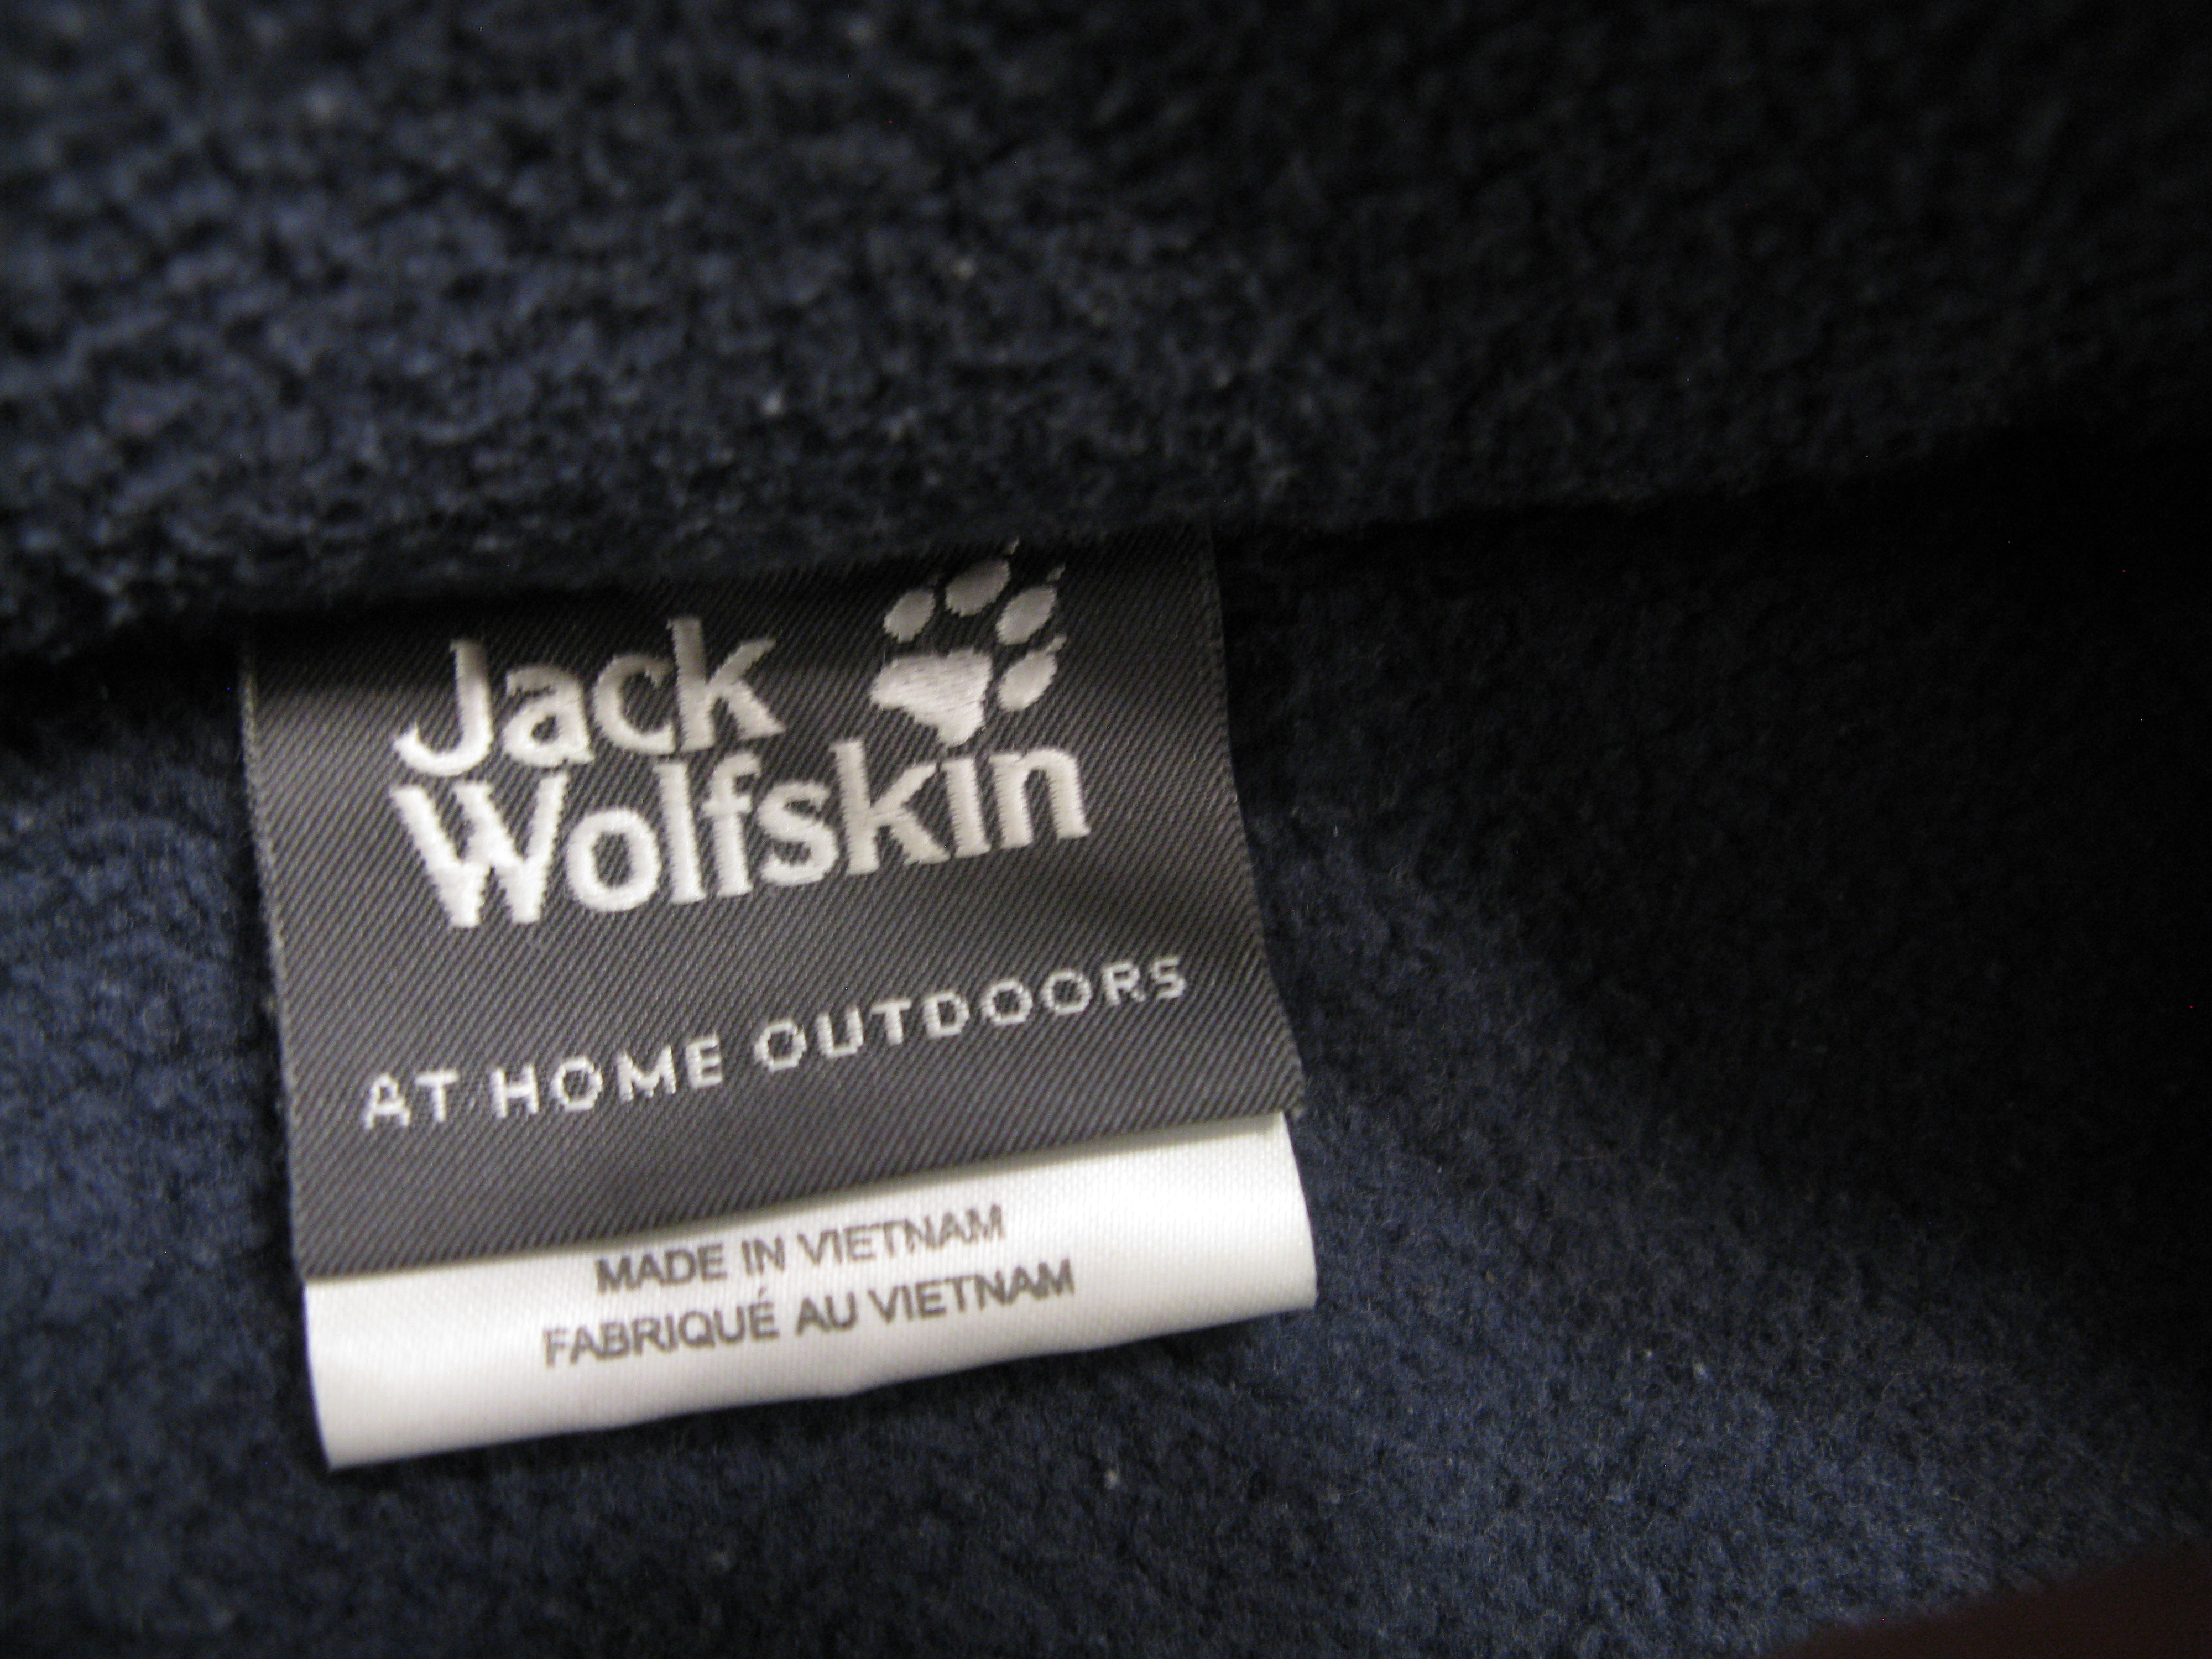 Jack
Wolfskin
AT HOME OUTDOORS
MADE IN VIETNAM
FABRIQUÉ AU VIETNAM